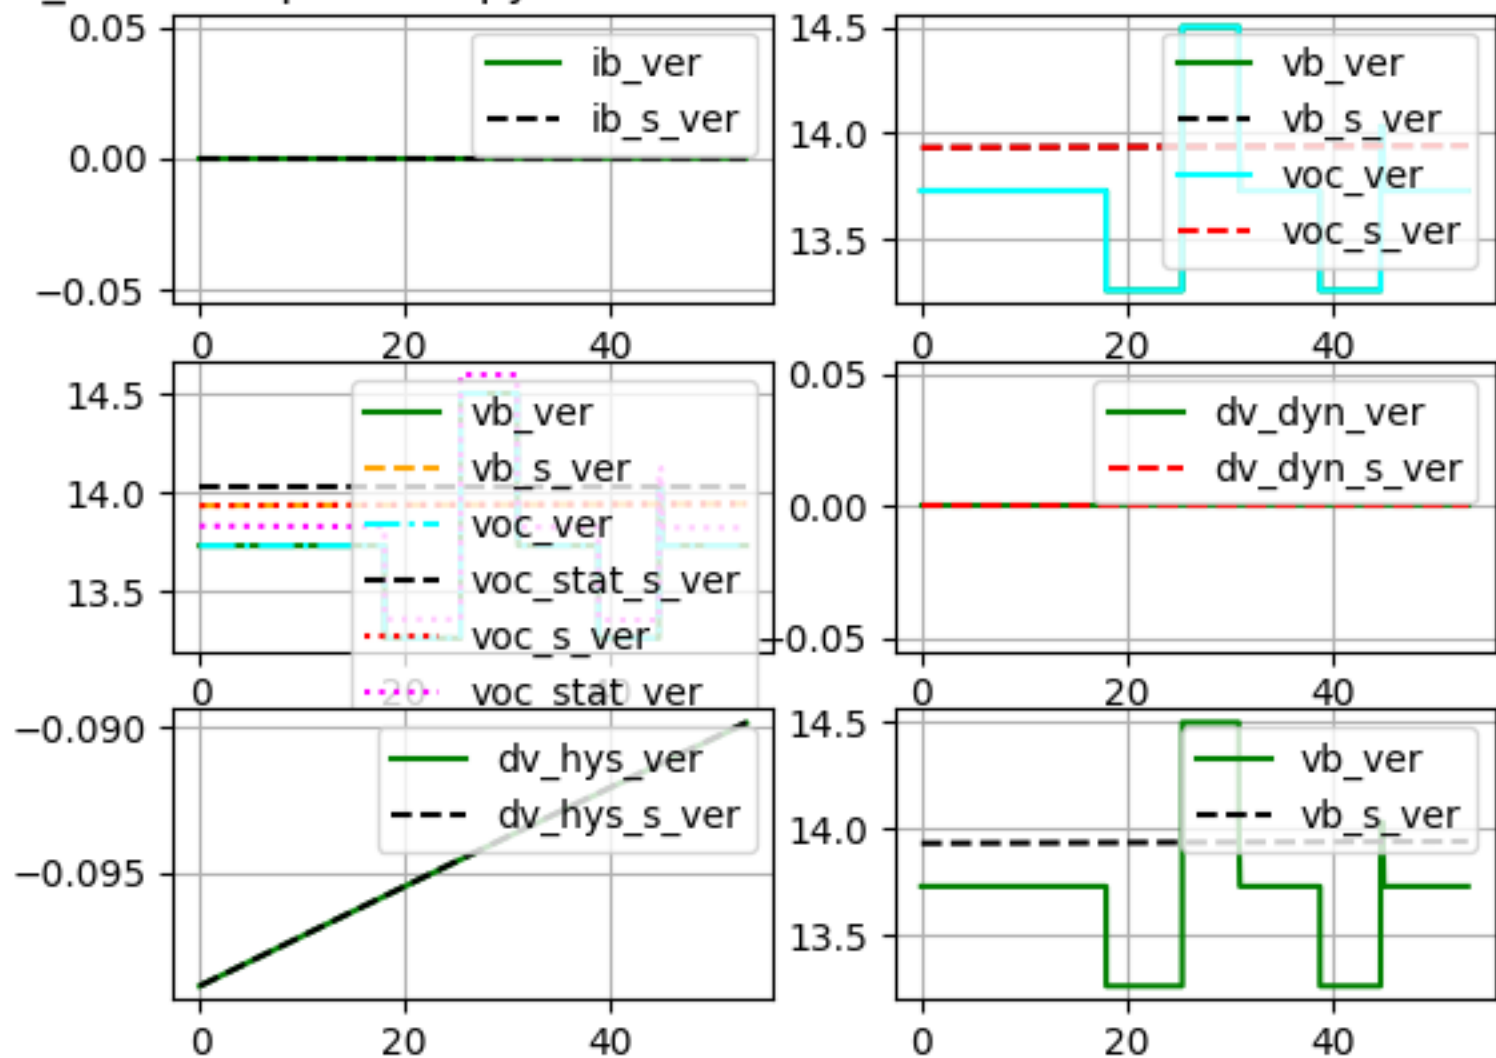 0.05
0.00
−0.05
ib_ver
ib_s_ver
0 20 40
14.5
14.0
13.5
vb_ver
vb_s_ver
voc_ver
voc_s_ver
0 20 40
14.5
14.0
13.5
vb_ver
vb_s_ver
voc_ver
voc_stat_s_ver
voc_s_ver
voc_stat_ver
0 20 40
0.05
0.00
−0.05
dv_dyn_ver
dv_dyn_s_ver
0 20 40
−0.090
−0.095
dv_hys_ver
dv_hys_s_ver
0 20 40
14.5
14.0
13.5
vb_ver
vb_s_ver
0 20 40